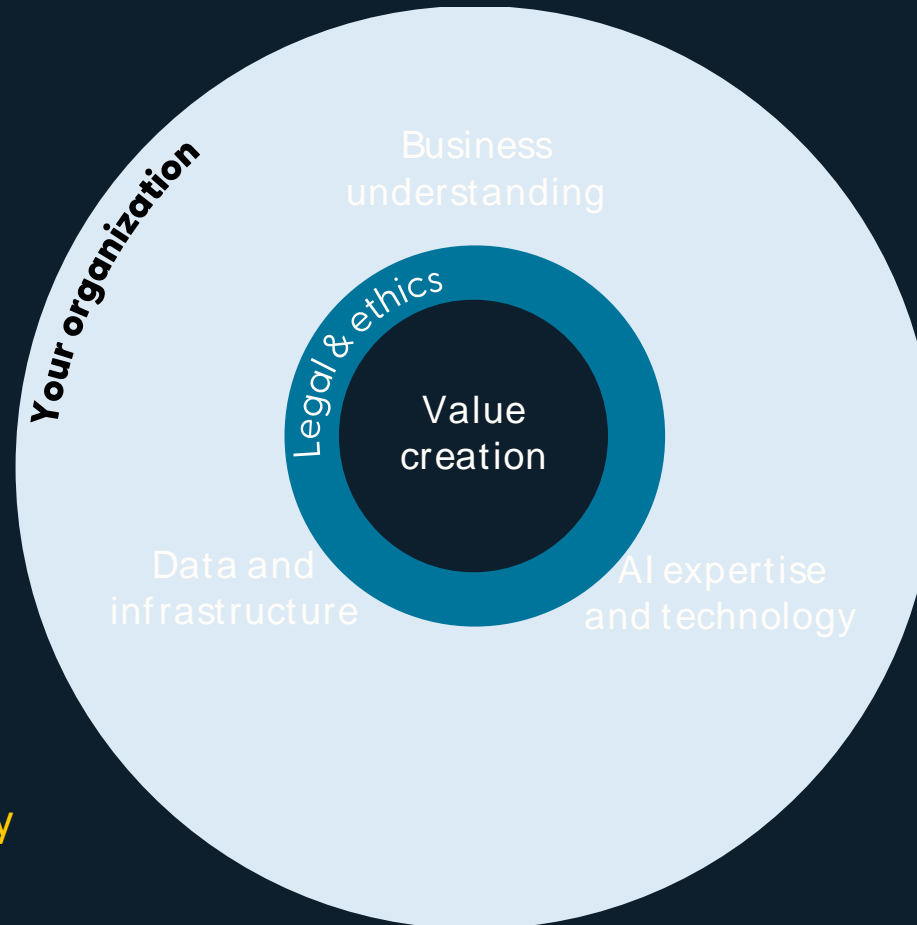 Your organization
Business
understanding
Legal & ethics
Value
creation
Data and
infrastructure
AI expertise
and technology
y